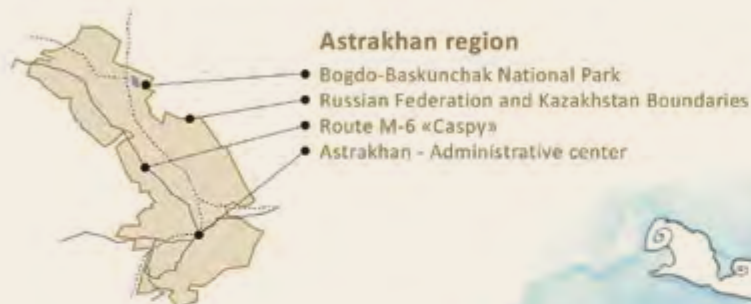 Astrakhan region
Bogdo-Baskunchak National Park
Russian Federation and Kazakhstan Boundaries
Route M-6 «Caspy»
Astrakhan - Administrative center